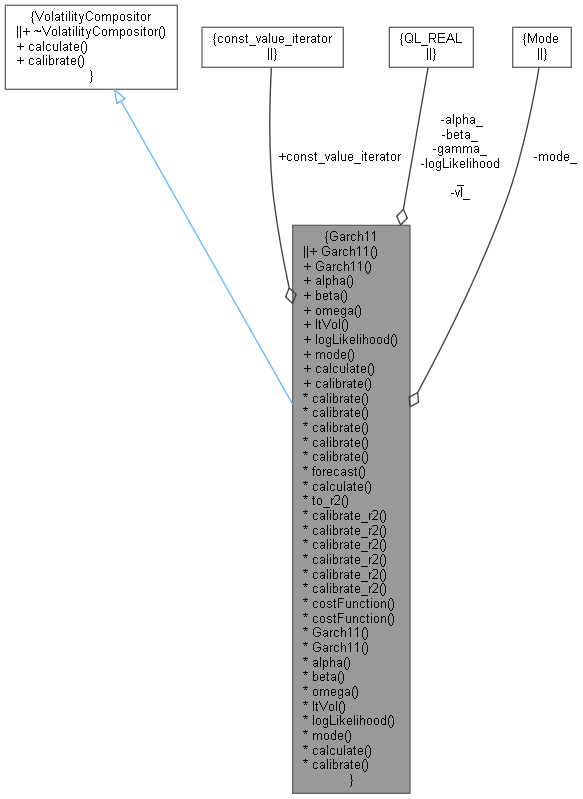 {VolatilityCompositor
||+ ~VolatilityCompositor()
+ calculate()
+ calibrate()
}
{const_value_iterator
||}
{QL_REAL
||}
{Mode
||}
+const_value_iterator
-alpha_
-beta_
-gamma_
-logLikelihood
_
-vl_
-mode_
{Garch11
||+ Garch11()
+ Garch11()
+ alpha()
+ beta()
+ omega()
+ ltVol()
+ logLikelihood()
+ mode()
+ calculate()
+ calibrate()
* calibrate()
* calibrate()
* calibrate()
* calibrate()
* calibrate()
* forecast()
* calculate()
* to_r2()
* calibrate_r2()
* calibrate_r2()
* calibrate_r2()
* calibrate_r2()
* calibrate_r2()
* calibrate_r2()
* costFunction()
* costFunction()
* Garch11()
* Garch11()
* alpha()
* beta()
* omega()
* ltVol()
* logLikelihood()
* mode()
* calculate()
* calibrate()
}